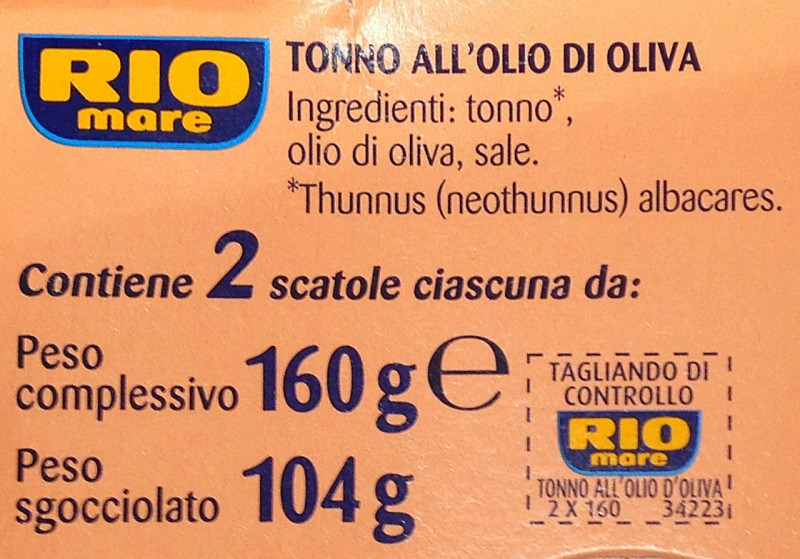 RIO
mare
TONNO ALL'OLIO DI OLIVA
Ingredienti: tonno*,
olio di oliva, sale.
*Thunnus (neothunnus) albacares.
Contiene 2 scatole ciascuna da:
Peso
complessivo 160 g ℮
Peso
sgocciolato 104 g
TAGLIANDO DI
CONTROLLO
RIO
mare
TONNO ALL'OLIO D'OLIVA
2 X 160 34223